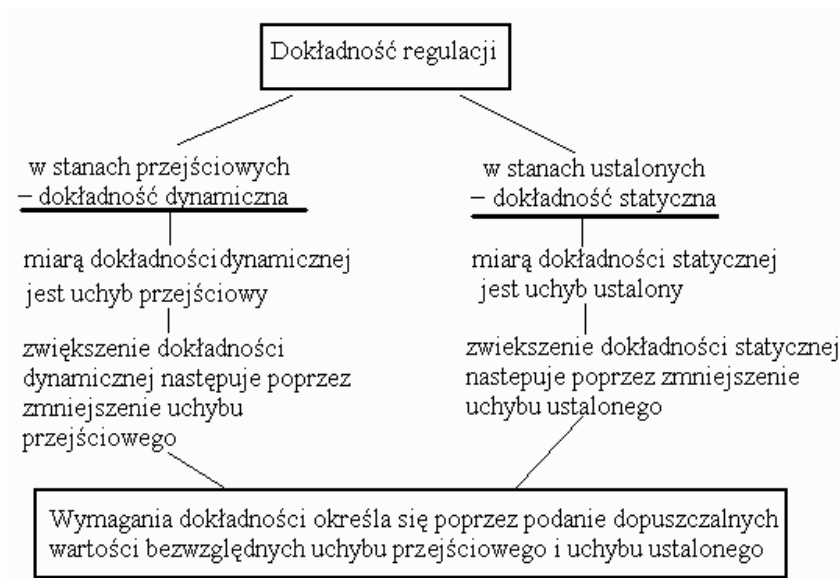 Dokładność regulacji
w stanach przejściowych
– dokładność dynamiczna
miarą dokładności dynamicznej
jest uchyb przejściowy
zwiększenie dokładności
dynamicznej następuje poprzez
zmniejszenie uchybu
przejściowego
w stanach ustalonych
– dokładność statyczna
miarą dokładności statycznej
jest uchyb ustalony
zwiekszenie dokładności statycznej
nastepuje poprzez zmniejszenie
uchybu ustalonego
Wymagania dokładności określa się poprzez podanie dopuszczalnych
wartości bezwzględnych uchybu przejściowego i uchybu ustalonego